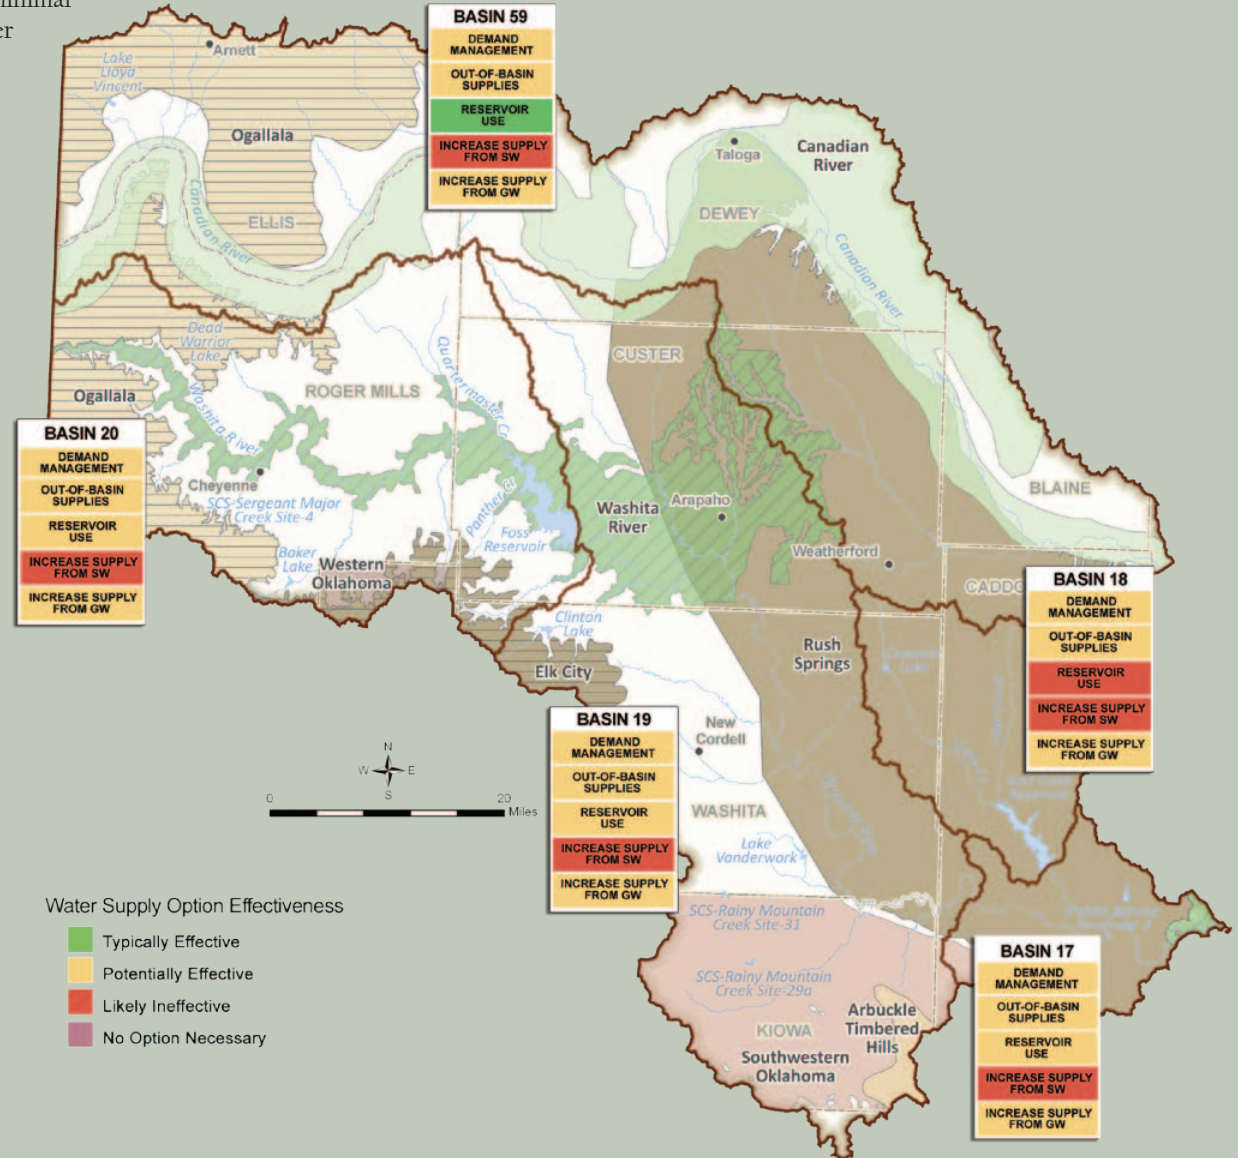 er
BASIN 59
DEMAND
MANAGEMENT
OUT-OF-BASIN
SUPPLIES
RESERVOIR
USE
INCREASE SUPPLY
FROM SW
INCREASE SUPPLY
FROM GW
Arnett
Lake
Lloyd
Vincent
Ogallala
Canadian River
ELLIS
Taloga
Canadian
River
DEWEY
Canadian River
Dead
Warrior
Lake
Ogallala
ROGER MILLS
Quartermaster Cr
CUSTER
Washita River
Cheyenne
SCS-Sergeant Major
Creek Site-4
Panther Cr
Foss
Reservoir
Baker
Lake
Western
Oklahoma
Washita
River
Arapaho
Weatherford
BLAINE
CADDO
BASIN 20
DEMAND
MANAGEMENT
OUT-OF-BASIN
SUPPLIES
RESERVOIR
USE
INCREASE SUPPLY
FROM SW
INCREASE SUPPLY
FROM GW
BASIN 18
DEMAND
MANAGEMENT
OUT-OF-BASIN
SUPPLIES
RESERVOIR
USE
INCREASE SUPPLY
FROM SW
INCREASE SUPPLY
FROM GW
Clinton
Lake
Elk City
Rush
Springs
New
Cordell
WASHITA
Lake
Vanderwork
BASIN 19
DEMAND
MANAGEMENT
OUT-OF-BASIN
SUPPLIES
RESERVOIR
USE
INCREASE SUPPLY
FROM SW
INCREASE SUPPLY
FROM GW
N
W E
S
0 20
Miles
SCS-Rainy Mountain
Creek Site-31
SCS-Rainy Mountain
Creek Site-29a
KIOWA
Arbuckle
Timbered
Hills
Southwestern
Oklahoma
BASIN 17
DEMAND
MANAGEMENT
OUT-OF-BASIN
SUPPLIES
RESERVOIR
USE
INCREASE SUPPLY
FROM SW
INCREASE SUPPLY
FROM GW
Water Supply Option Effectiveness
Typically Effective
Potentially Effective
Likely Ineffective
No Option Necessary